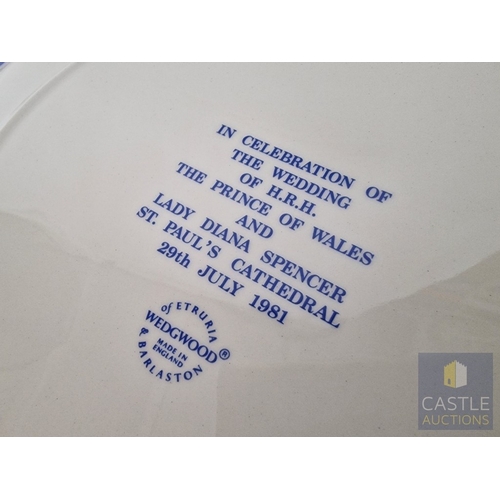 IN CELEBRATION OF
THE WEDDING
OF H.R.H.
THE PRINCE OF WALES
AND
LADY DIANA SPENCER
ST. PAUL'S CATHEDRAL
29th JULY 1981
of ETRURIA
WEDGWOOD®
MADE IN
ENGLAND
& BARLASTON
CASTLE
AUCTIONS